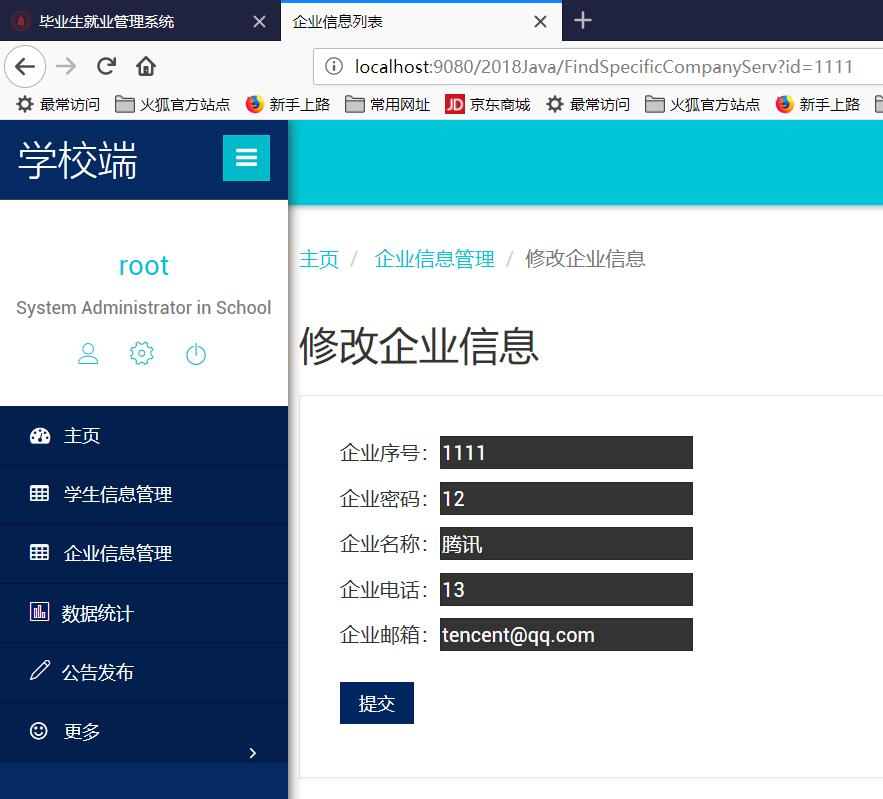 毕业生就业管理系统
企业信息列表
localhost:9080/2018Java/FindSpecificCompanyServ?id=1111
最常访问 火狐官方站点 新手上路 常用网址 JD 京东商城 最常访问 火狐官方站点 新手上路
学校端
root
System Administrator in School
主页
学生信息管理
企业信息管理
数据统计
公告发布
更多
主页 / 企业信息管理 / 修改企业信息
修改企业信息
企业序号：1111
企业密码：12
企业名称：腾讯
企业电话：13
企业邮箱：tencent@qq.com
提交